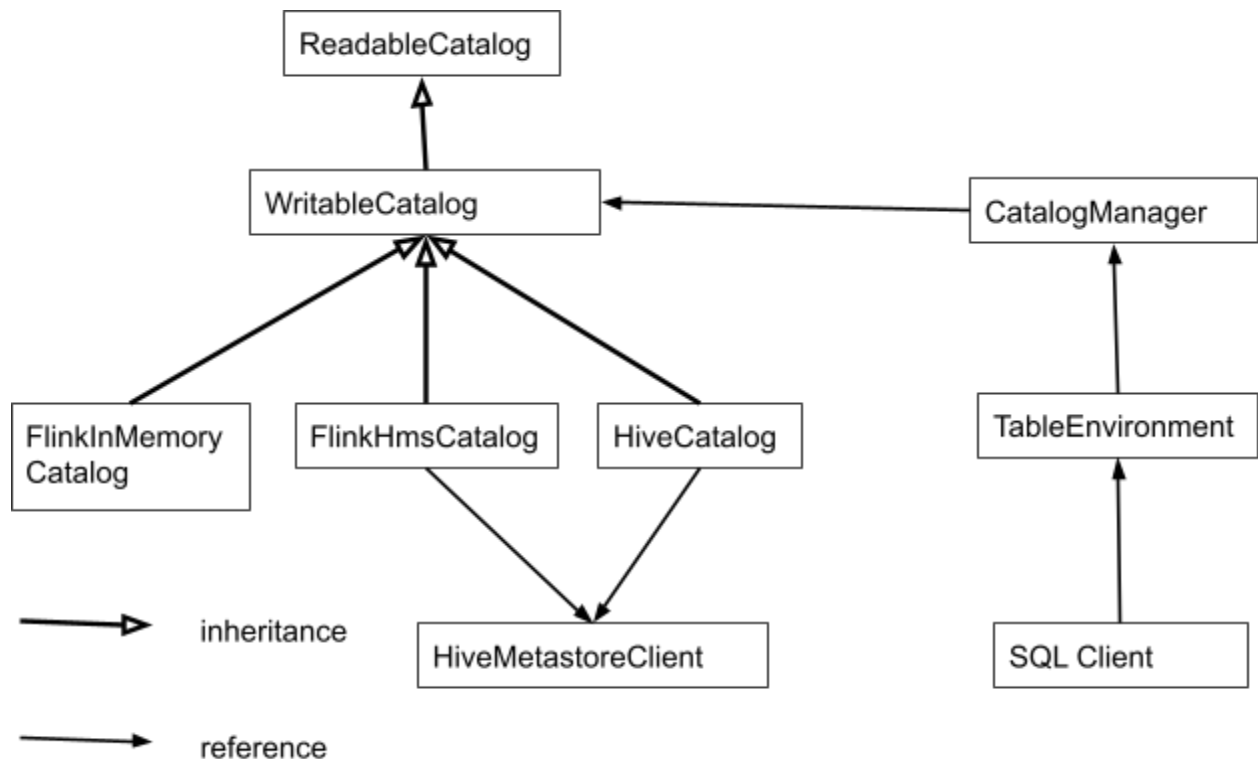 ReadableCatalog
WritableCatalog
CatalogManager
FlinkInMemory
Catalog
FlinkHmsCatalog
HiveCatalog
TableEnvironment
inheritance
HiveMetastoreClient
SQL Client
reference